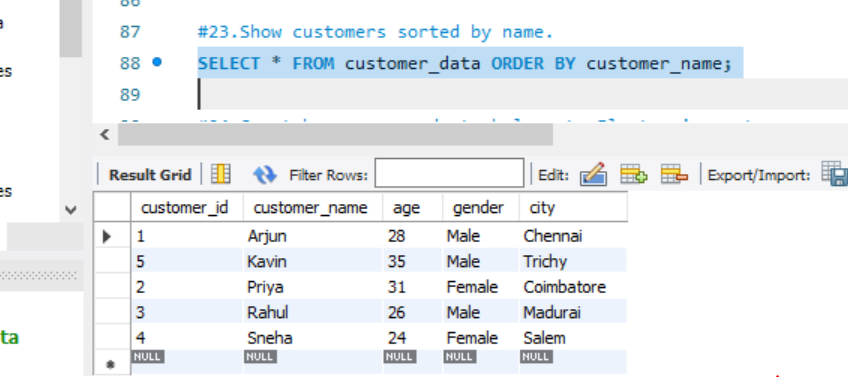 86
87 #23.Show customers sorted by name.
es
88 SELECT * FROM customer_data ORDER BY customer_name;
89
Result Grid Filter Rows: Edit: Export/Import:
es
customer_id customer_name age gender city
1 Arjun 28 Male Chennai
5 Kavin 35 Male Trichy
2 Priya 31 Female Coimbatore
3 Rahul 26 Male Madurai
ta
4 Sneha 24 Female Salem
NULL NULL NULL NULL NULL